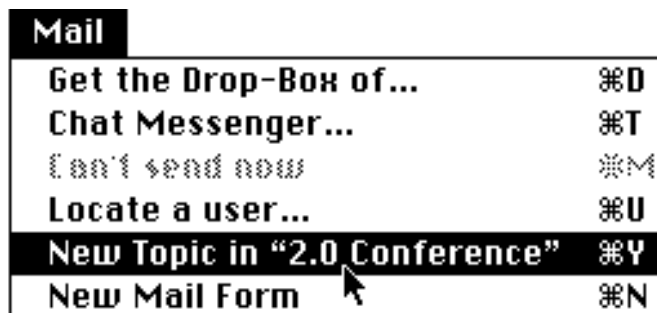 Mail
Get the Drop-Box of... ⌘D
Chat Messenger... ⌘T
Can't send now ⌘M
Locate a user... ⌘U
New Topic in “2.0 Conference” ⌘Y
New Mail Form ⌘N